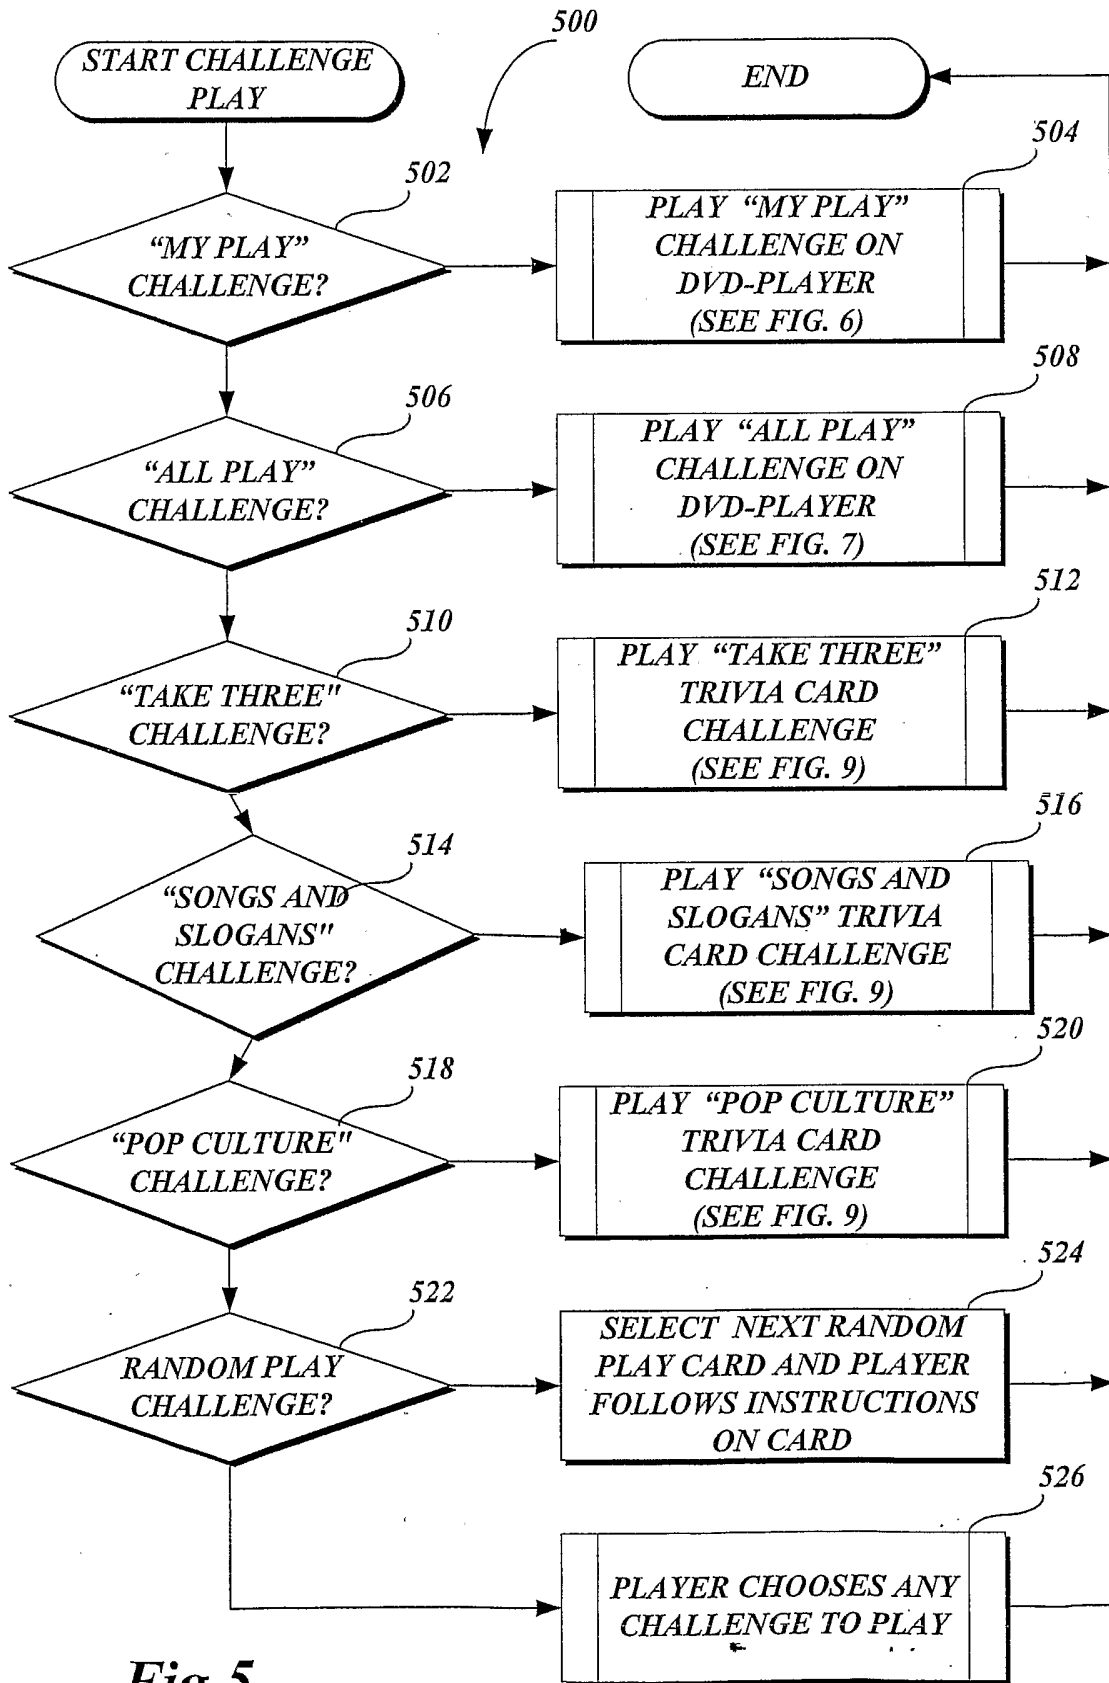 500
START CHALLENGE
PLAY
END
502
504
"MY PLAY"
CHALLENGE?
PLAY "MY PLAY"
CHALLENGE ON
DVD-PLAYER
(SEE FIG. 6)
506
508
"ALL PLAY"
CHALLENGE?
PLAY "ALL PLAY"
CHALLENGE ON
DVD-PLAYER
(SEE FIG. 7)
510
512
"TAKE THREE"
CHALLENGE?
PLAY "TAKE THREE"
TRIVIA CARD
CHALLENGE
(SEE FIG. 9)
514
516
"SONGS AND
SLOGANS"
CHALLENGE?
PLAY "SONGS AND
SLOGANS" TRIVIA
CARD CHALLENGE
(SEE FIG. 9)
518
520
"POP CULTURE"
CHALLENGE?
PLAY "POP CULTURE"
TRIVIA CARD
CHALLENGE
(SEE FIG. 9)
522
524
RANDOM PLAY
CHALLENGE?
SELECT NEXT RANDOM
PLAY CARD AND PLAYER
FOLLOWS INSTRUCTIONS
ON CARD
526
PLAYER CHOOSES ANY
CHALLENGE TO PLAY
Fig. 5